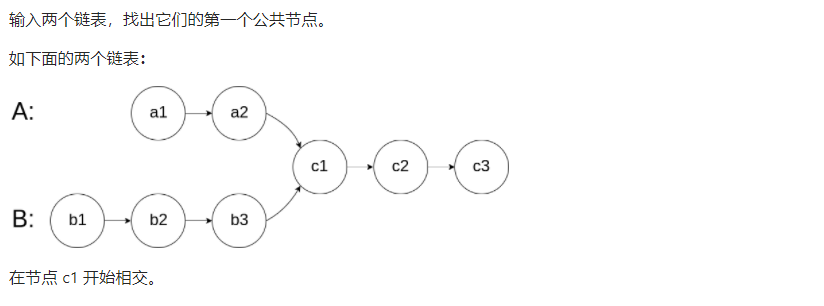 输入两个链表，找出它们的第一个公共节点。
如下面的两个链表：
A: a1 a2
c1 c2 c3
B: b1 b2 b3
在节点 c1 开始相交。